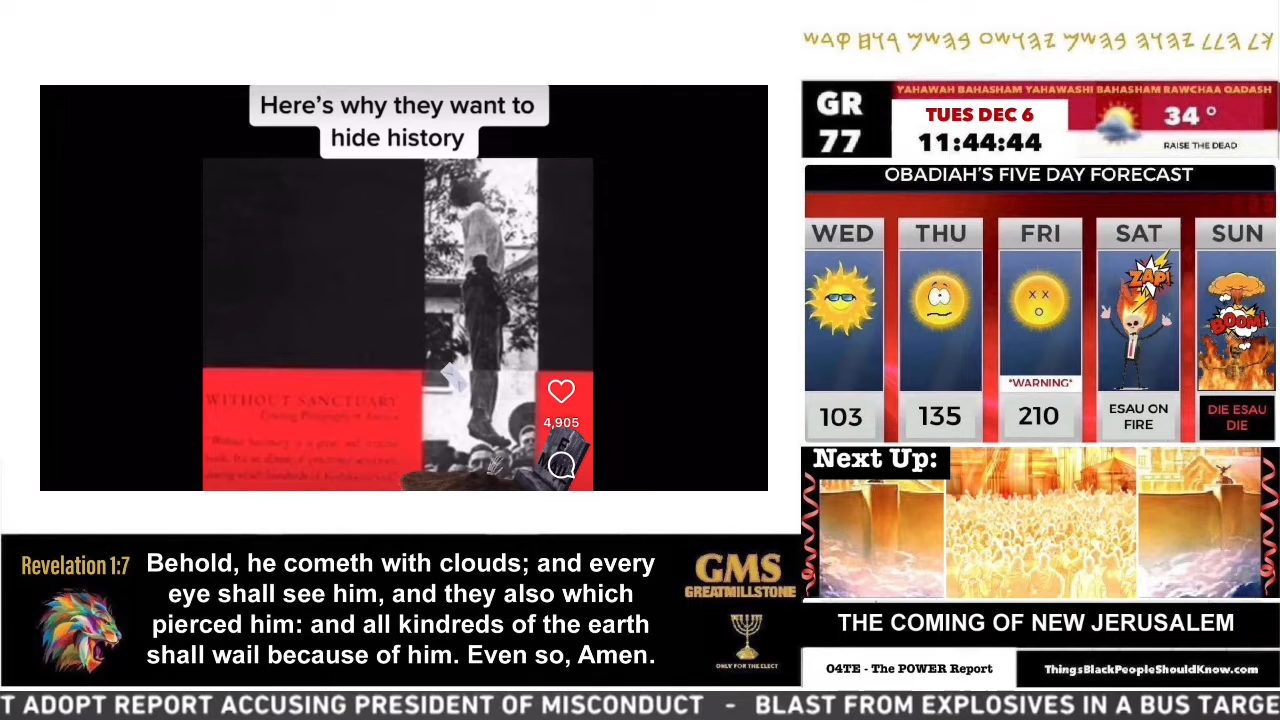 Here's why they want to
hide history
WITHOUT SANCTUARY
4,905
GR
77
YAHAWAH BAHASHAM YAHAWASHI BAHASHAM RAWCHAA QADASH
TUES DEC 6
11:44:44
34°
RAISE THE DEAD
OBADIAH'S FIVE DAY FORECAST
WED THU FRI SAT SUN
ZAP!
BOOM!
*WARNING*
103 135 210 ESAU ON FIRE DIE ESAU DIE
Next Up:
THE COMING OF NEW JERUSALEM
04TE - The POWER Report
ThingsBlackPeopleShouldKnow.com
Revelation 1:7
Behold, he cometh with clouds; and every
eye shall see him, and they also which
pierced him: and all kindreds of the earth
shall wail because of him. Even so, Amen.
GMS
GREATMILLSTONE
ONLY FOR THE ELECT
T ADOPT REPORT ACCUSING PRESIDENT OF MISCONDUCT - BLAST FROM EXPLOSIVES IN A BUS TARGE